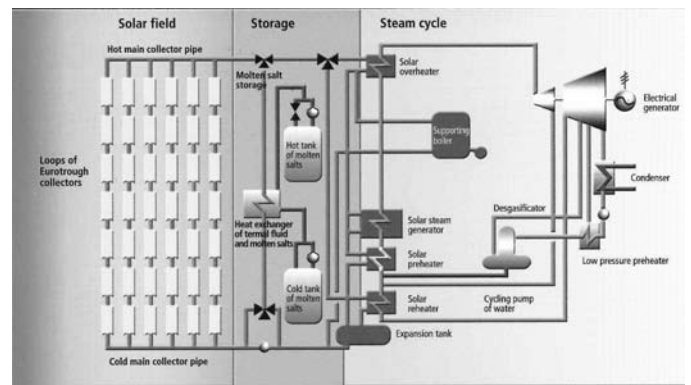 Solar field
Storage
Steam cycle
Hot main collector pipe
Molten salt
storage
Solar
overheater
Electrical
generator
Supporting
boiler
Hot tank
of molten
salts
Loops of
Eurotrough
collectors
Condenser
Desgasificator
Heat exchanger
of termal fluid
and molten salts
Solar steam
generator
Solar
preheater
Low pressure preheater
Cold tank
of molten
salts
Solar
reheater
Cycling pump
of water
Expansion tank
Cold main collector pipe